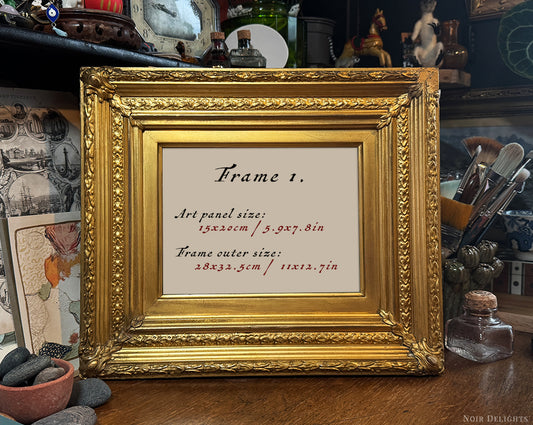 Frame 1.
Art panel size:
15x20cm / 5.9x7.8in
Frame outer size:
28x32.5cm / 11x12.7in
Noir Delights